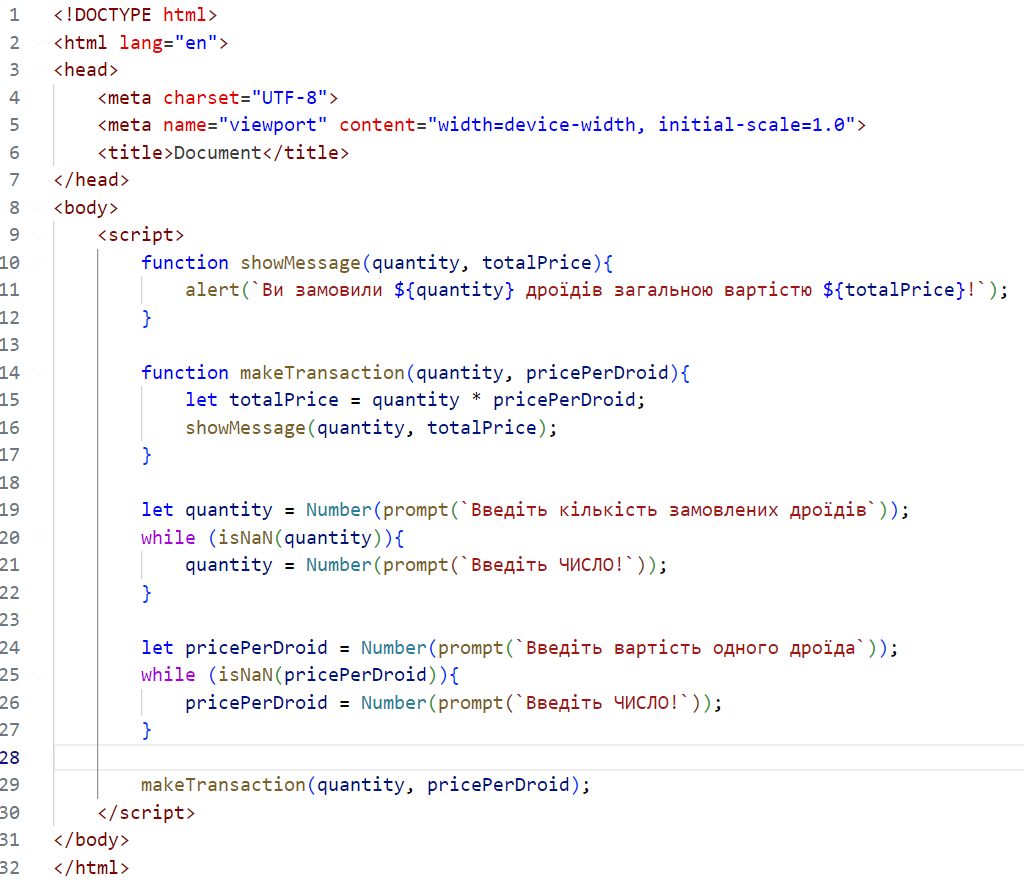 1 <!DOCTYPE html>
2 <html lang="en">
3 <head>
4     <meta charset="UTF-8">
5     <meta name="viewport" content="width=device-width, initial-scale=1.0">
6     <title>Document</title>
7 </head>
8 <body>
9     <script>
10         function showMessage(quantity, totalPrice){
11             alert(`Ви замовили ${quantity} дроїдів загальною вартістю ${totalPrice}!`);
12         }
13
14         function makeTransaction(quantity, pricePerDroid){
15             let totalPrice = quantity * pricePerDroid;
16             showMessage(quantity, totalPrice);
17         }
18
19         let quantity = Number(prompt(`Введіть кількість замовлених дроїдів`));
20         while (isNaN(quantity)){
21             quantity = Number(prompt(`Введіть ЧИСЛО!`));
22         }
23
24         let pricePerDroid = Number(prompt(`Введіть вартість одного дроїда`));
25         while (isNaN(pricePerDroid)){
26             pricePerDroid = Number(prompt(`Введіть ЧИСЛО!`));
27         }
28
29         makeTransaction(quantity, pricePerDroid);
30     </script>
31 </body>
32 </html>